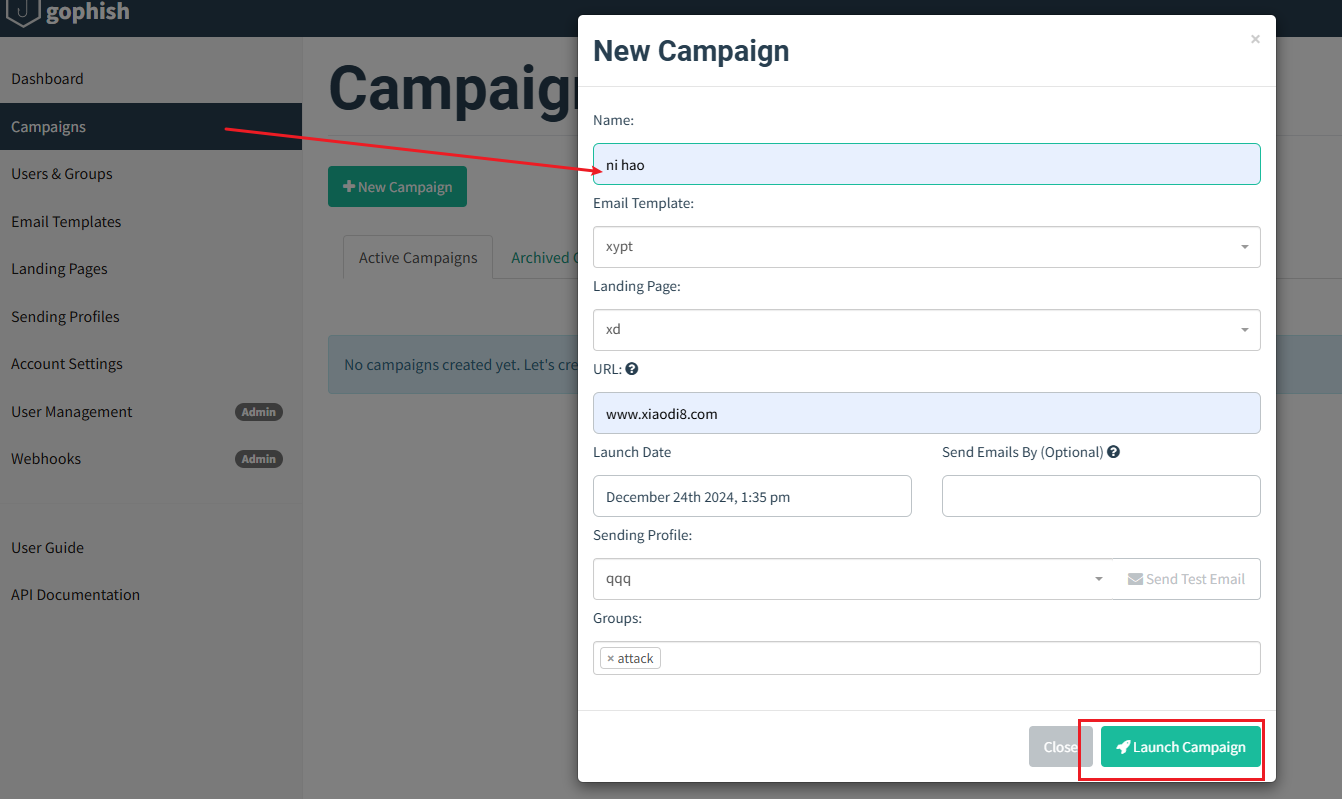 gophish
Dashboard
Campaigns
Users & Groups
Email Templates
Landing Pages
Sending Profiles
Account Settings
User Management Admin
Webhooks Admin
User Guide
API Documentation
Campaign
New Campaign
Active Campaigns Archived C
No campaigns created yet. Let's cre
New Campaign
×
Name:
ni hao
Email Template:
xypt
Landing Page:
xd
URL: ?
www.xiaodi8.com
Launch Date
December 24th 2024, 1:35 pm
Send Emails By (Optional) ?
Sending Profile:
qqq
Send Test Email
Groups:
× attack
Close
Launch Campaign